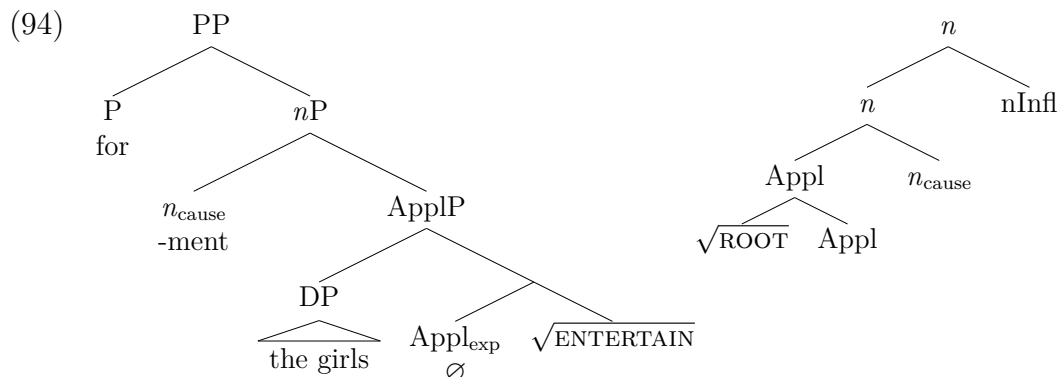 (94)
PP
n
P
for
nP
n
nInfl
n_cause
-ment
ApplP
Appl
n_cause
DP
√ROOT
Appl
the girls
Appl_exp
∅
√ENTERTAIN